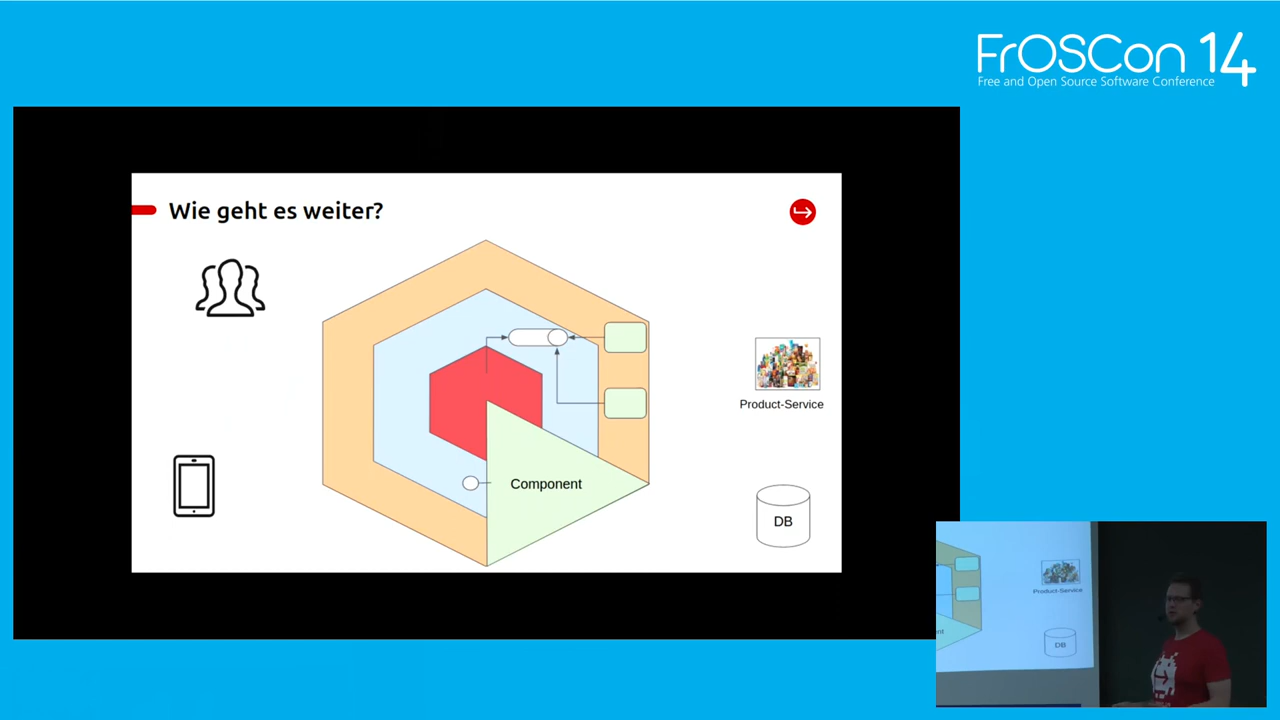 FrOSCon 14
Free and Open Source Software Conference
Wie geht es weiter?
Product-Service
Component
DB
Product-Service
nt
DB